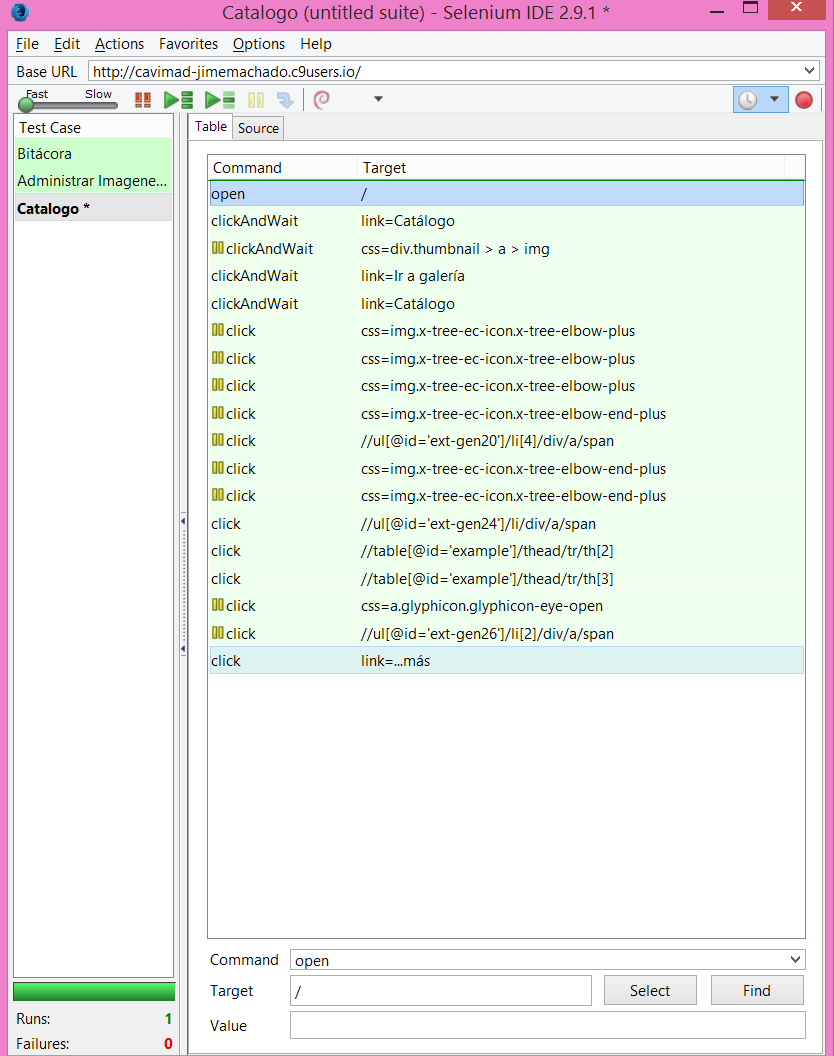 Catalogo (untitled suite) - Selenium IDE 2.9.1 *
File Edit Actions Favorites Options Help
Base URL http://cavimad-jimemachado.c9users.io/
Fast Slow
Test Case
Bitácora
Administrar Imagene...
Catalogo *
Table Source
Command Target
open /
clickAndWait link=Catálogo
clickAndWait css=div.thumbnail > a > img
clickAndWait link=Ir a galería
clickAndWait link=Catálogo
click css=img.x-tree-ec-icon.x-tree-elbow-plus
click css=img.x-tree-ec-icon.x-tree-elbow-plus
click css=img.x-tree-ec-icon.x-tree-elbow-plus
click css=img.x-tree-ec-icon.x-tree-elbow-end-plus
click //ul[@id='ext-gen20']/li[4]/div/a/span
click css=img.x-tree-ec-icon.x-tree-elbow-end-plus
click css=img.x-tree-ec-icon.x-tree-elbow-end-plus
click //ul[@id='ext-gen24']/li/div/a/span
click //table[@id='example']/thead/tr/th[2]
click //table[@id='example']/thead/tr/th[3]
click css=a.glyphicon.glyphicon-eye-open
click //ul[@id='ext-gen26']/li[2]/div/a/span
click link=...más
Command open
Target / Select Find
Value
Runs: 1
Failures: 0